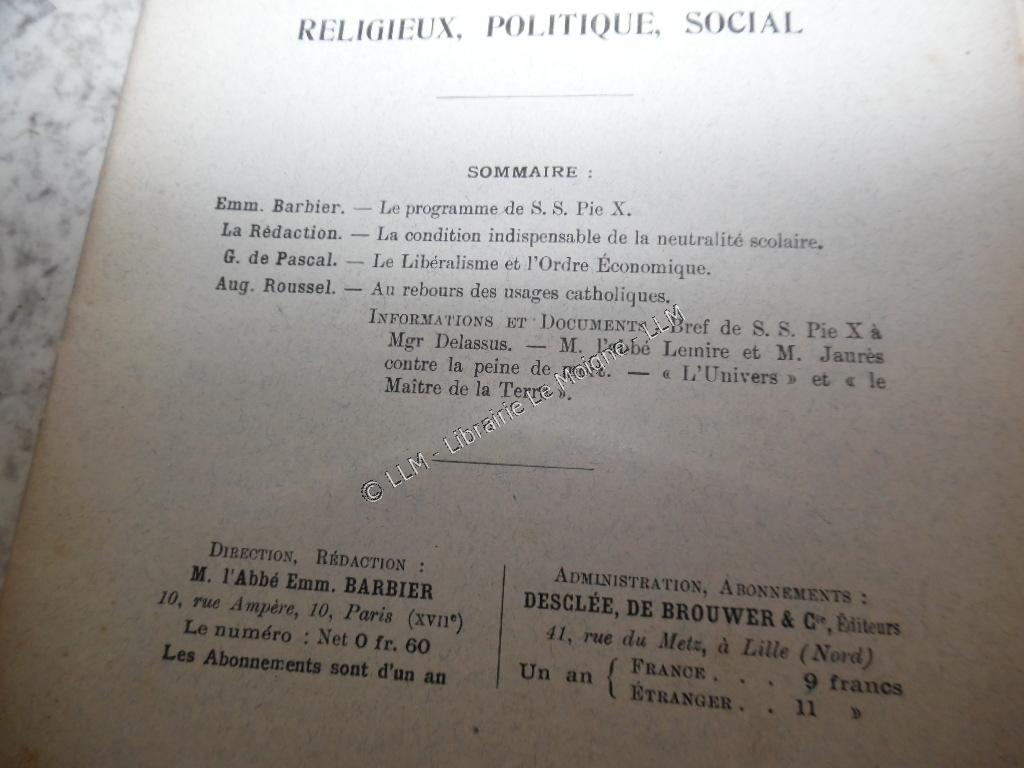 RELIGIEUX, POLITIQUE, SOCIAL
SOMMAIRE :
Emm. Barbier. — Le programme de S. S. Pie X.
La Rédaction. — La condition indispensable de la neutralité scolaire.
G. de Pascal. — Le Libéralisme et l'Ordre Économique.
Aug. Roussel. — Au rebours des usages catholiques.
INFORMATIONS ET DOCUMENTS. Bref de S. S. Pie X à
Mgr Delassus. — M. l'abbé Lemire et M. Jaurès
contre la peine de mort. — « L'Univers » et « le
Maître de la Terre ».
© LLM - Librairie Le Moigne - LLM
DIRECTION, RÉDACTION :
M. l'Abbé Emm. BARBIER
10, rue Ampère, 10, Paris (XVIIe)
Le numéro : Net 0 fr. 60
Les Abonnements sont d'un an
ADMINISTRATION, ABONNEMENTS :
DESCLÉE, DE BROUWER & Cie, Éditeurs
41, rue du Metz, à Lille (Nord)
Un an { FRANCE . . . 9 francs
ÉTRANGER . . 11 »